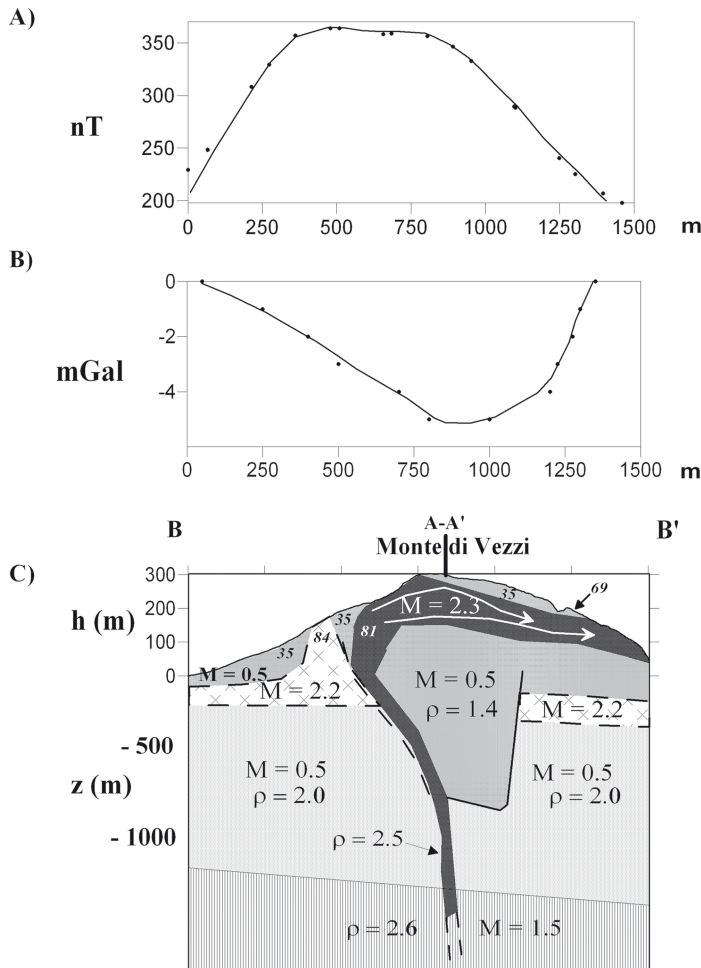 A)
nT
350
300
250
200
0 250 500 750 1000 1250 1500 m
B)
mGal
0
-2
-4
0 250 500 750 1000 1250 1500 m
B A-A' B'
Monte di Vezzi
C)
h (m)
300
200
100
0
- 500
z (m)
- 1000
35 69
M = 2.3
35 84 81
M = 0.5 M = 2.2
M = 0.5
ρ = 1.4
M = 2.2
M = 0.5
ρ = 2.0
M = 0.5
ρ = 2.0
ρ = 2.5
ρ = 2.6 M = 1.5